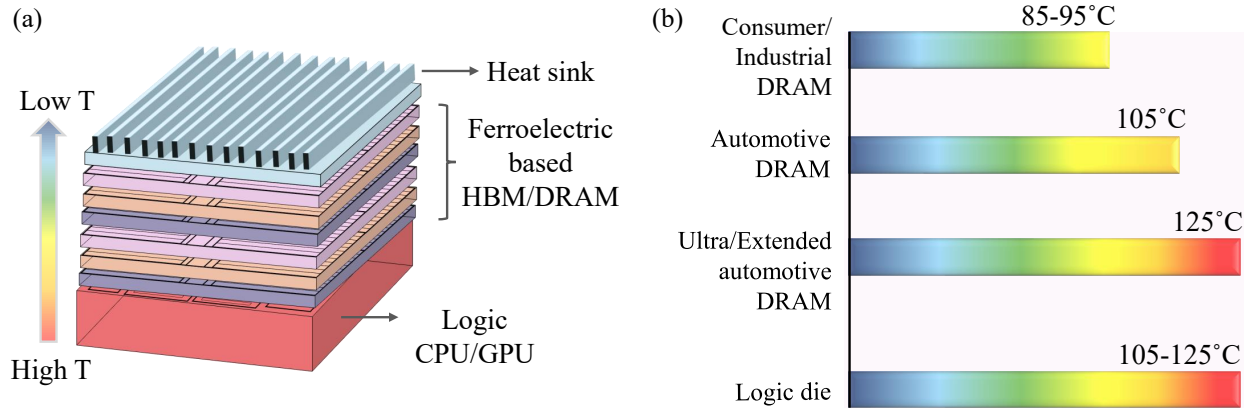 (a)
Heat sink
Low T
Ferroelectric
based
HBM/DRAM
High T
Logic
CPU/GPU
(b)
85-95˚C
Consumer/
Industrial
DRAM
105˚C
Automotive
DRAM
125˚C
Ultra/Extended
automotive
DRAM
105-125˚C
Logic die